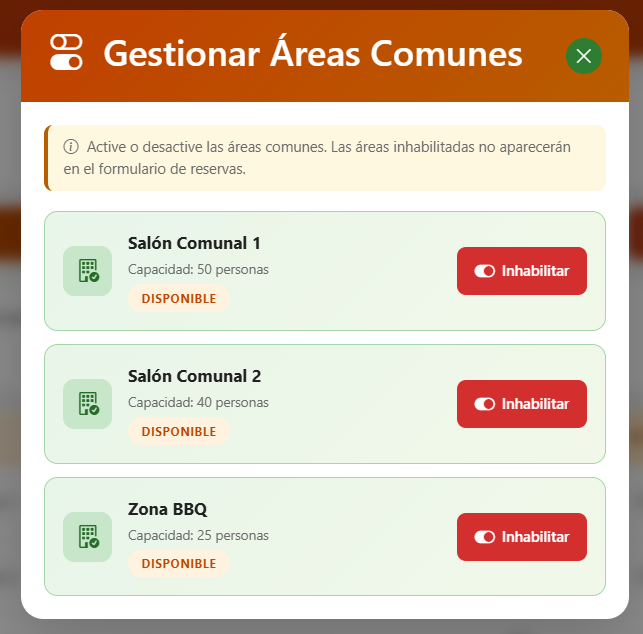 Gestionar Áreas Comunes
Active o desactive las áreas comunes. Las áreas inhabilitadas no aparecerán
en el formulario de reservas.
Salón Comunal 1
Capacidad: 50 personas
DISPONIBLE
Inhabilitar
Salón Comunal 2
Capacidad: 40 personas
DISPONIBLE
Inhabilitar
Zona BBQ
Capacidad: 25 personas
DISPONIBLE
Inhabilitar